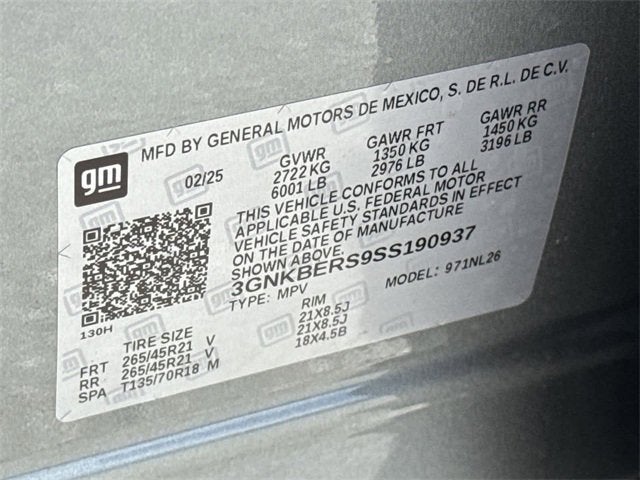 gm
MFD BY GENERAL MOTORS DE MEXICO, S. DE R.L. DE C.V.
02/25 GVWR GAWR FRT GAWR RR
2722 KG 1350 KG 1450 KG
6001 LB 2976 LB 3196 LB
THIS VEHICLE CONFORMS TO ALL
APPLICABLE U.S. FEDERAL MOTOR
VEHICLE SAFETY STANDARDS IN EFFECT
ON THE DATE OF MANUFACTURE
SHOWN ABOVE.
3GNKBERS9SS190937
TYPE: MPV MODEL: 971NL26
130H
TIRE SIZE RIM
FRT 265/45R21 V 21X8.5J
RR 265/45R21 V 21X8.5J
SPA T135/70R18 M 18X4.5B